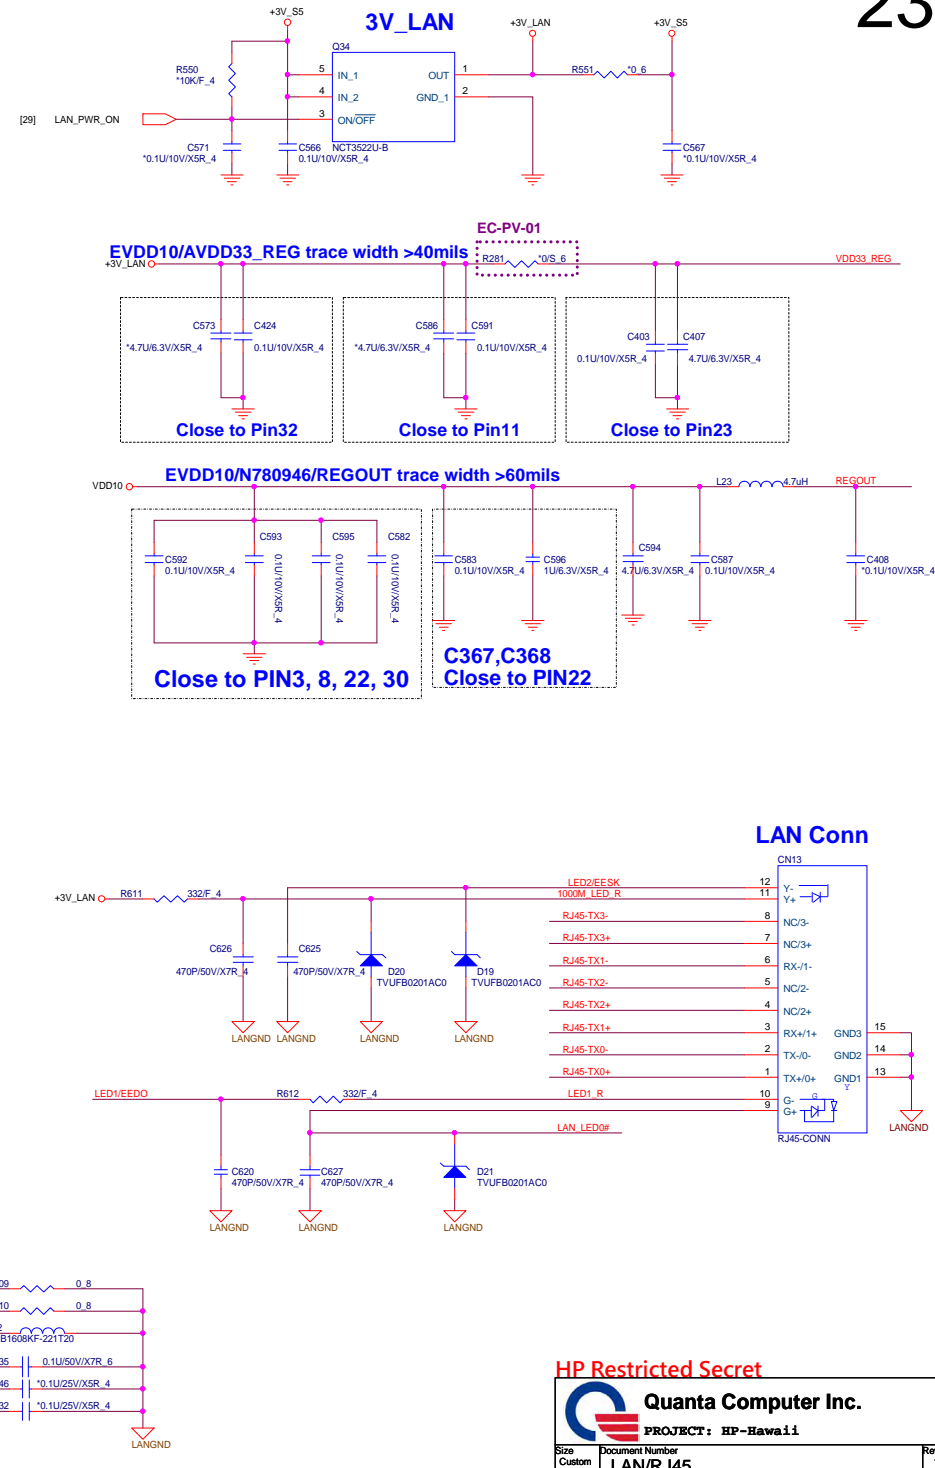 23
+3V_S5
3V_LAN
+3V_LAN
+3V_S5
Q34
R550
*10K/F_4
5
IN_1
OUT
1
R551
*0_6
4
IN_2
GND_1
2
[29]
LAN_PWR_ON
3
ON/OFF
C571
*0.1U/10V/X5R_4
C566
0.1U/10V/X5R_4
NCT3522U-B
C567
*0.1U/10V/X5R_4
EC-PV-01
EVDD10/AVDD33_REG trace width >40mils
+3V_LAN
R281
*0/S_6
VDD33_REG
C573
*4.7U/6.3V/X5R_4
C424
0.1U/10V/X5R_4
C586
*4.7U/6.3V/X5R_4
C591
0.1U/10V/X5R_4
C403
0.1U/10V/X5R_4
C407
4.7U/6.3V/X5R_4
Close to Pin32
Close to Pin11
Close to Pin23
EVDD10/N780946/REGOUT trace width >60mils
VDD10
L23
4.7uH
REGOUT
C592
0.1U/10V/X5R_4
C593
0.1U/10V/X5R_4
C595
0.1U/10V/X5R_4
C582
0.1U/10V/X5R_4
C583
0.1U/10V/X5R_4
C596
1U/6.3V/X5R_4
C594
4.7U/6.3V/X5R_4
C587
0.1U/10V/X5R_4
C408
*0.1U/10V/X5R_4
Close to PIN3, 8, 22, 30
C367,C368
Close to PIN22
LAN Conn
CN13
+3V_LAN
R611
332/F_4
LED2/EESK
12
Y-
1000M_LED_R
11
Y+
RJ45-TX3-
8
NC/3-
RJ45-TX3+
7
NC/3+
RJ45-TX1-
6
RX-/1-
RJ45-TX2-
5
NC/2-
RJ45-TX2+
4
NC/2+
RJ45-TX1+
3
RX+/1+
GND3
15
RJ45-TX0-
2
TX-/0-
GND2
14
RJ45-TX0+
1
TX+/0+
GND1
13
Y
C626
470P/50V/X7R_4
C625
470P/50V/X7R_4
D20
TVUFB0201AC0
D19
TVUFB0201AC0
LANGND
LANGND
LANGND
LANGND
LED1/EEDO
R612
332/F_4
LED1_R
10
G-
G
9
G+
LAN_LED0#
RJ45-CONN
LANGND
C620
470P/50V/X7R_4
C627
470P/50V/X7R_4
D21
TVUFB0201AC0
LANGND
LANGND
LANGND
09
0_8
10
0_8
2
B1608KF-221T20
35
0.1U/50V/X7R_6
46
*0.1U/25V/X5R_4
32
*0.1U/25V/X5R_4
LANGND
HP Restricted Secret
Quanta Computer Inc.
PROJECT: HP-Hawaii
Size
Custom
Document Number
LAN/RJ45
Rev